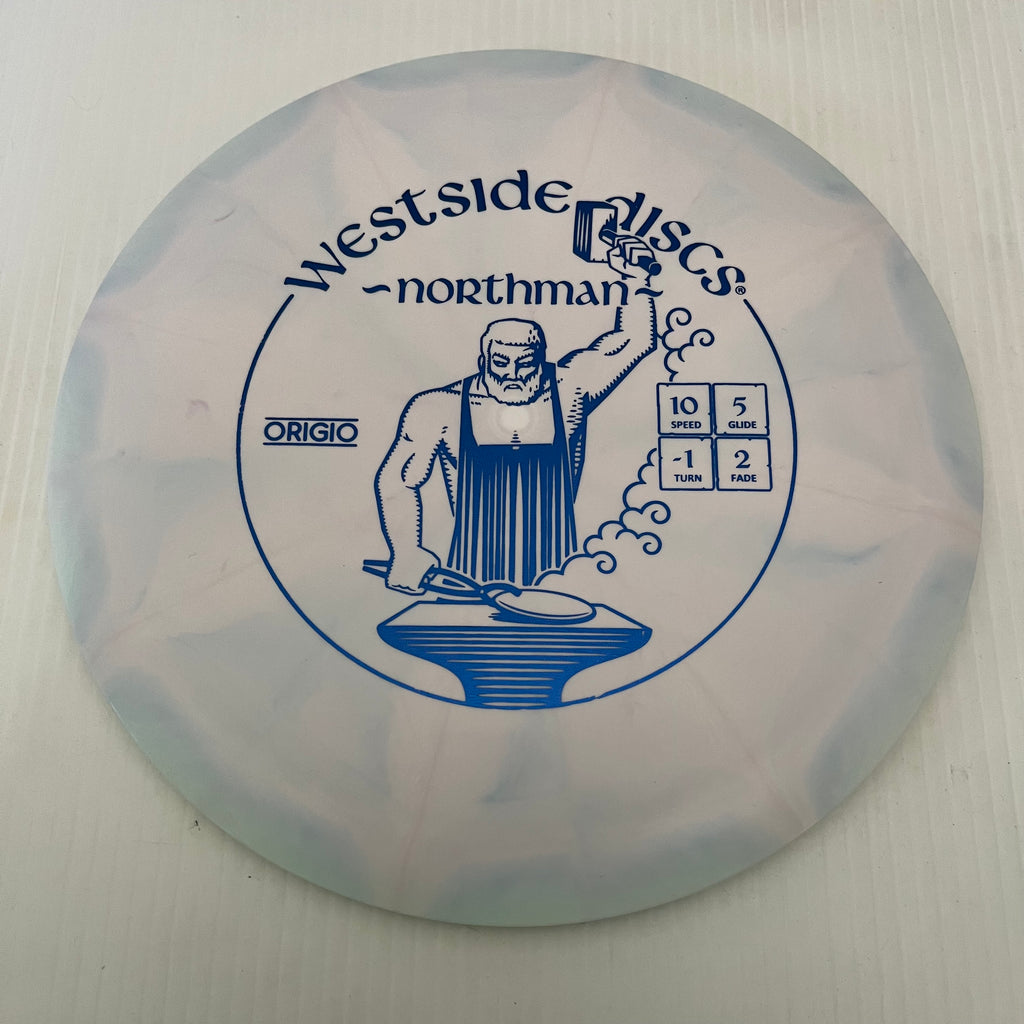 Westside discs®
~northman~
ORIGIO
10 5
SPEED GLIDE
-1 2
TURN FADE